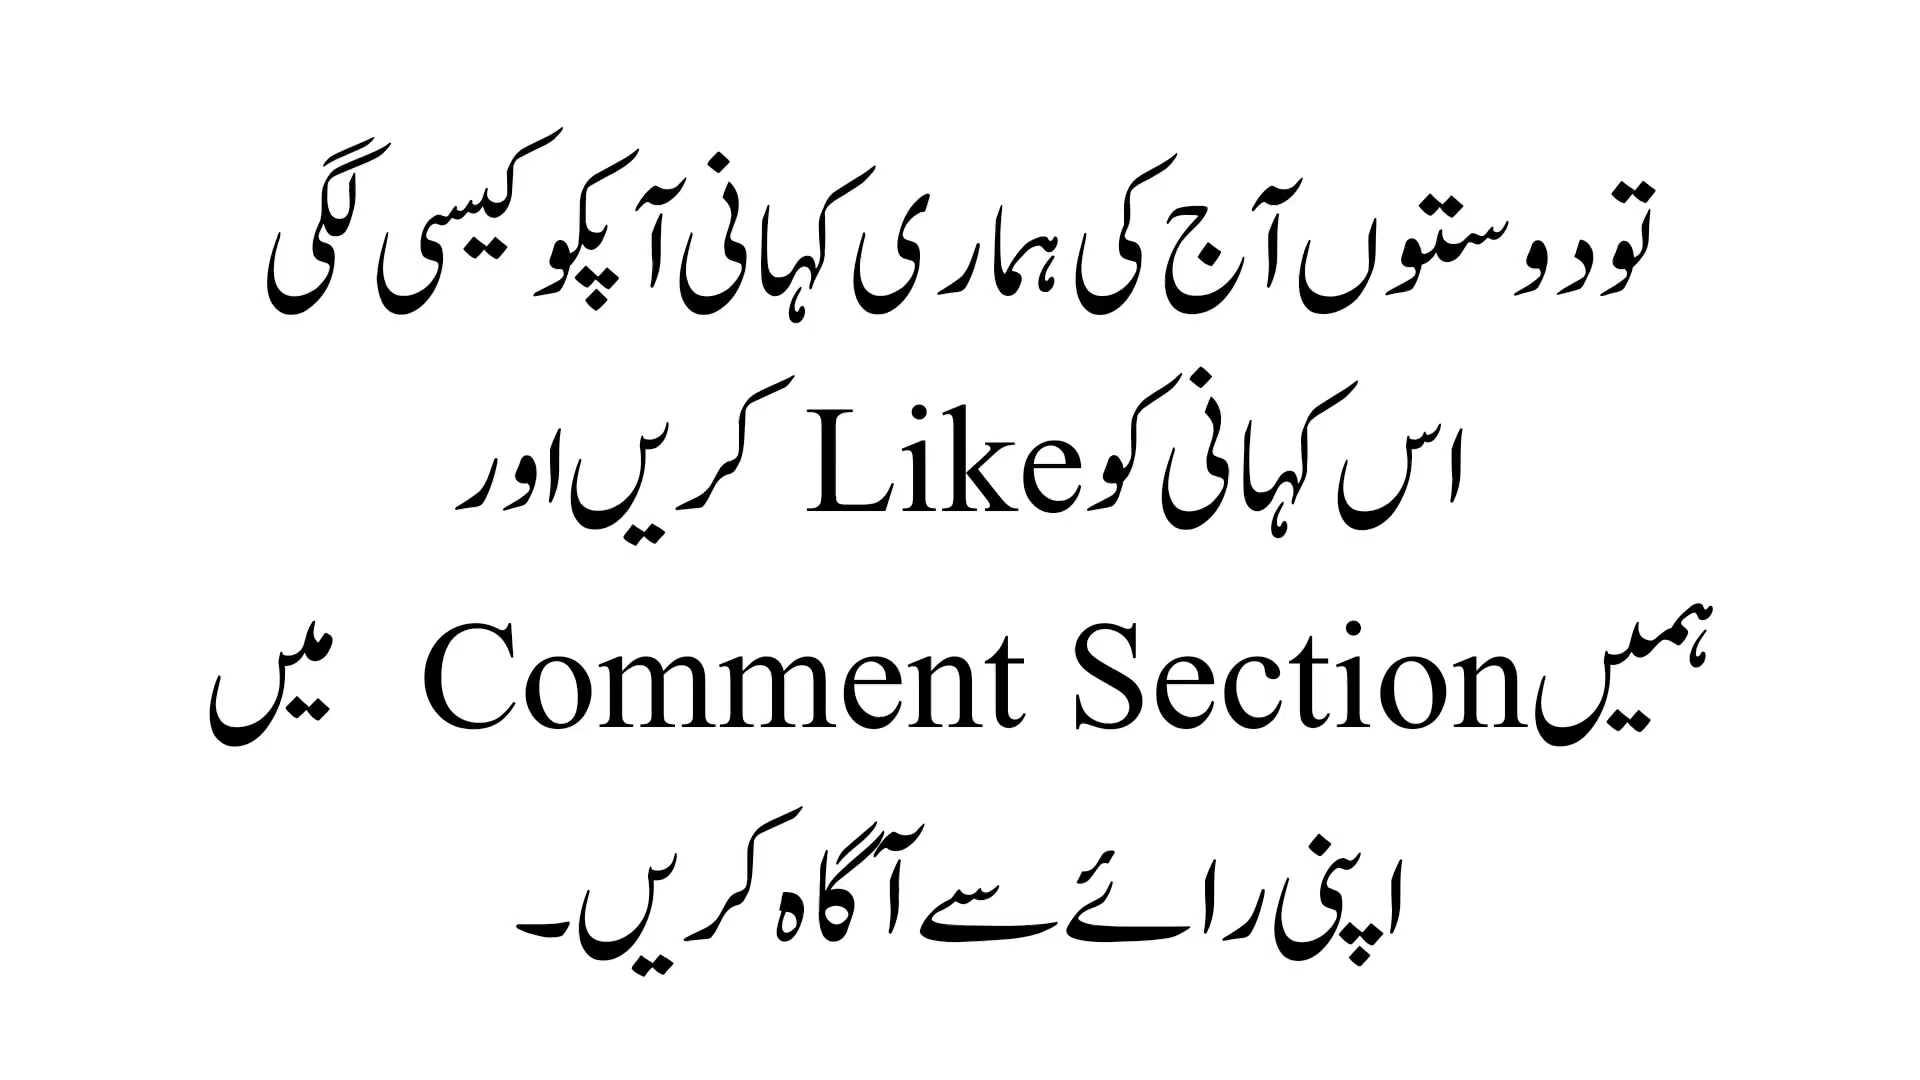 تو دوستوں آج کی ہماری کہانی آپکو کیسی لگی
اس کہانی کو Like کریں اور
ہمیں Comment Section میں
اپنی رائے سے آگاہ کریں۔